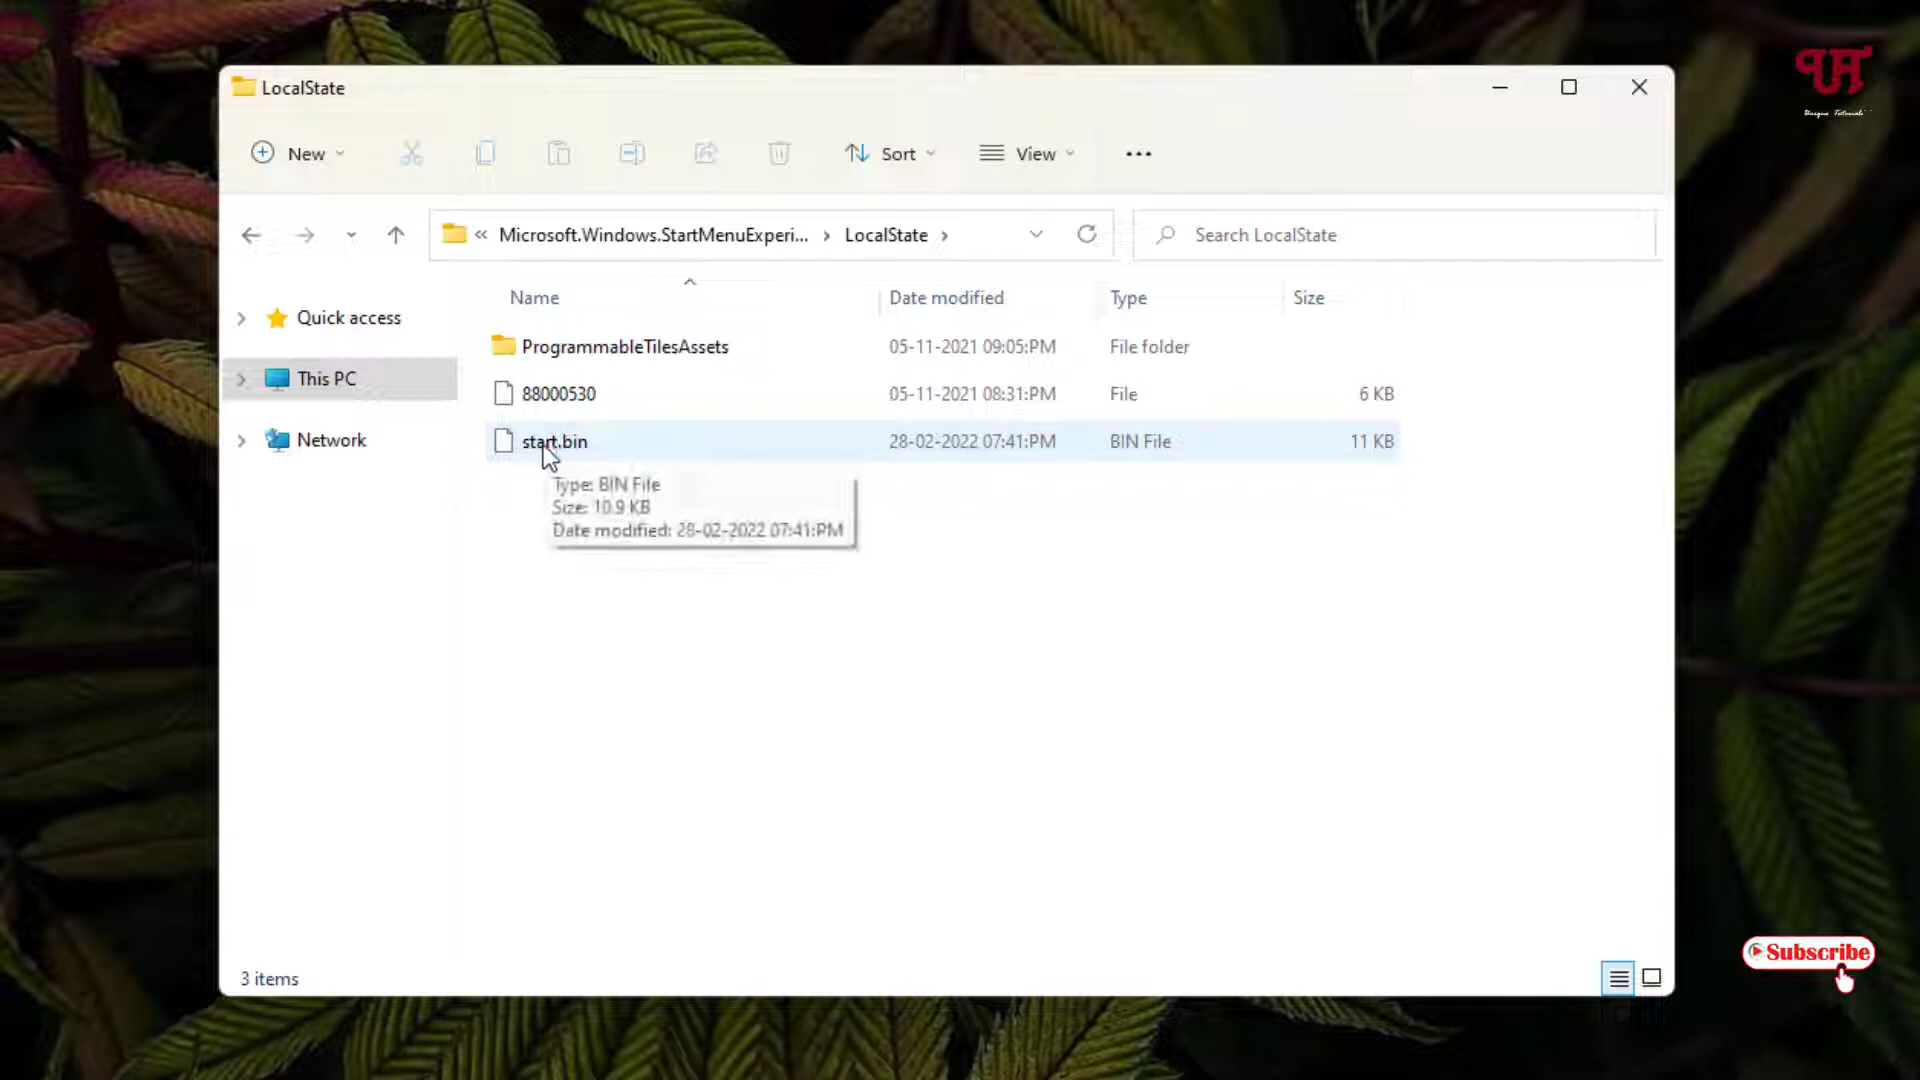 LocalState
New
Sort
View
« Microsoft.Windows.StartMenuExperi... › LocalState ›
Search LocalState
Name Date modified Type Size
Quick access
This PC
Network
ProgrammableTilesAssets 05-11-2021 09:05:PM File folder
88000530 05-11-2021 08:31:PM File 6 KB
start.bin 28-02-2022 07:41:PM BIN File 11 KB
Type: BIN File
Size: 10.9 KB
Date modified: 28-02-2022 07:41:PM
3 items
UT
Unique Tutorials
Subscribe